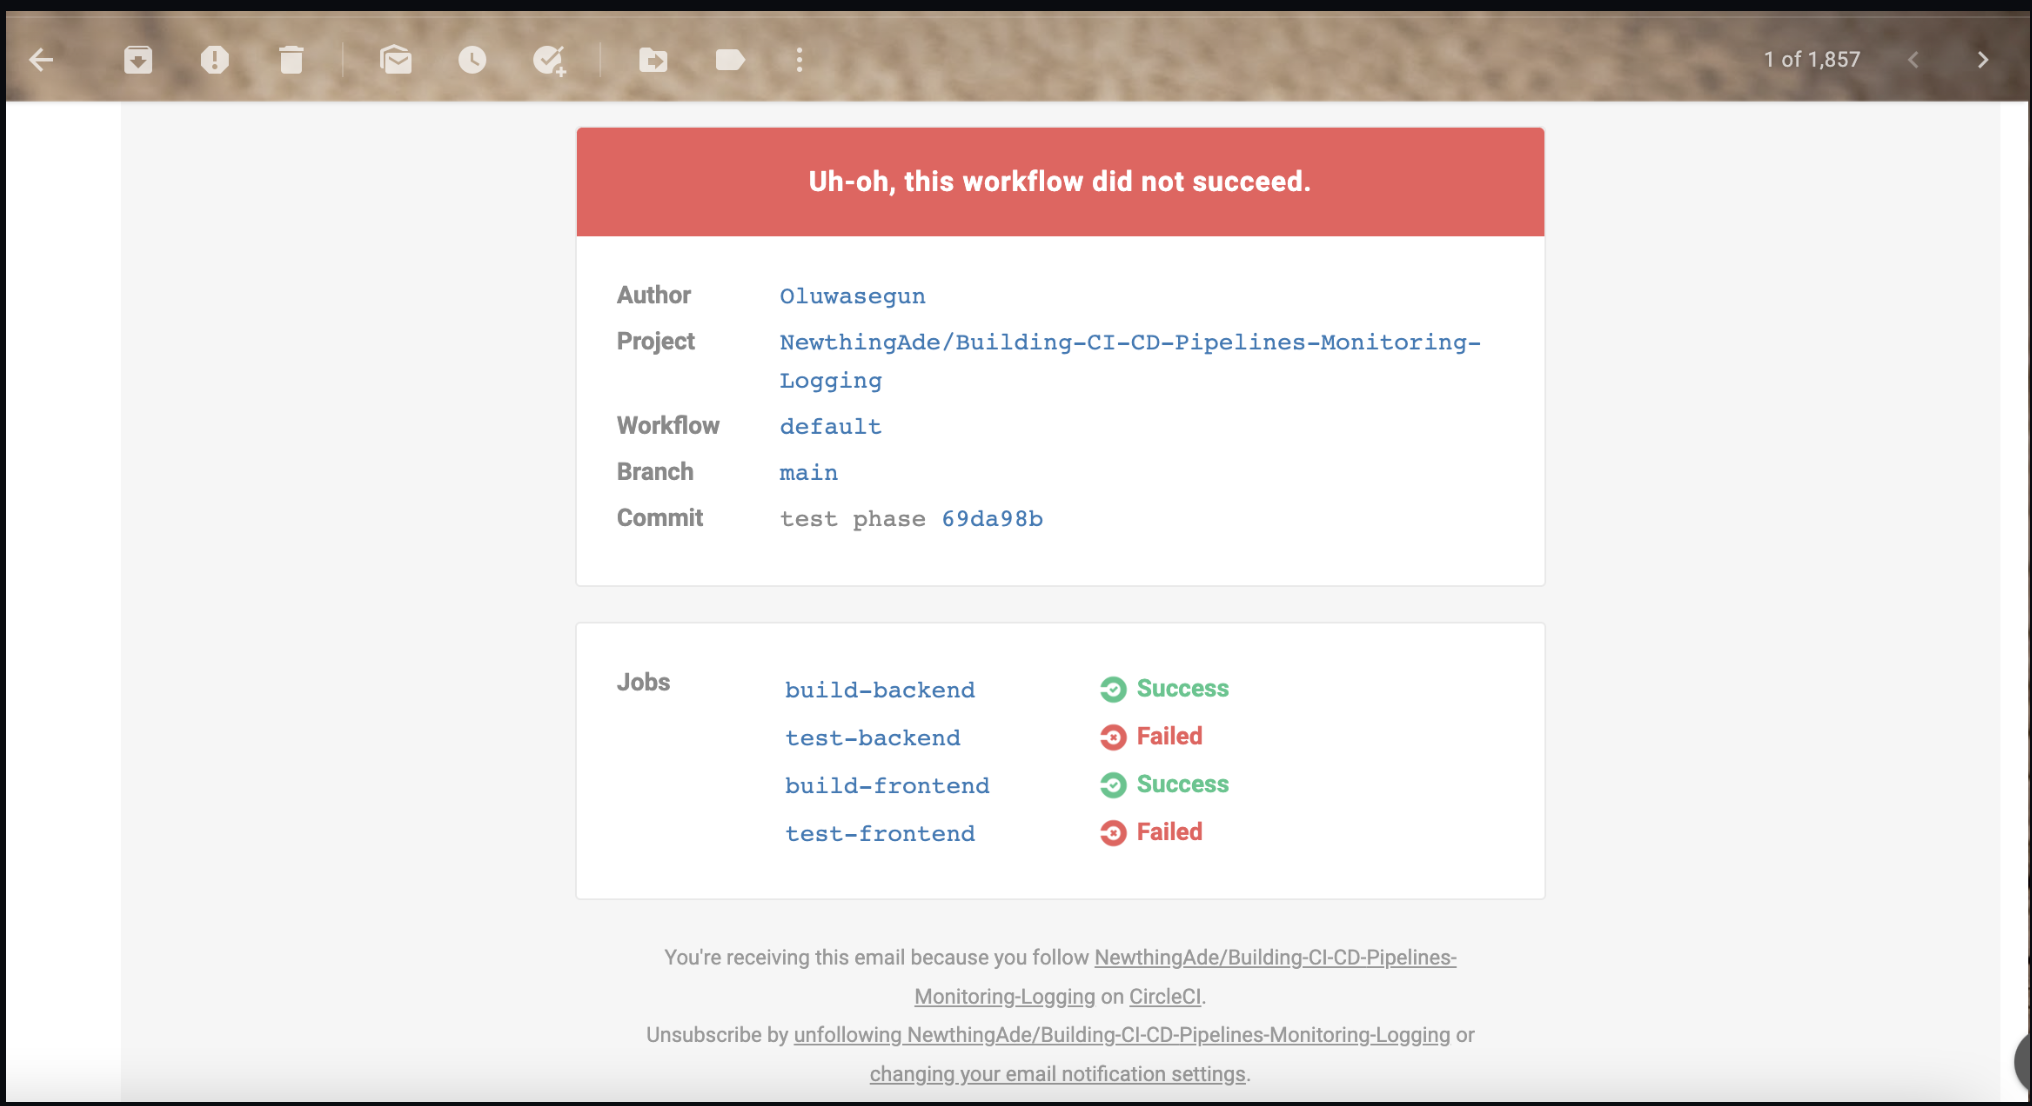 1 of 1,857
Uh-oh, this workflow did not succeed.
Author Oluwasegun
Project NewthingAde/Building-CI-CD-Pipelines-Monitoring-
Logging
Workflow default
Branch main
Commit test phase 69da98b
Jobs build-backend Success
test-backend Failed
build-frontend Success
test-frontend Failed
You're receiving this email because you follow NewthingAde/Building-CI-CD-Pipelines-
Monitoring-Logging on CircleCI.
Unsubscribe by unfollowing NewthingAde/Building-CI-CD-Pipelines-Monitoring-Logging or
changing your email notification settings.